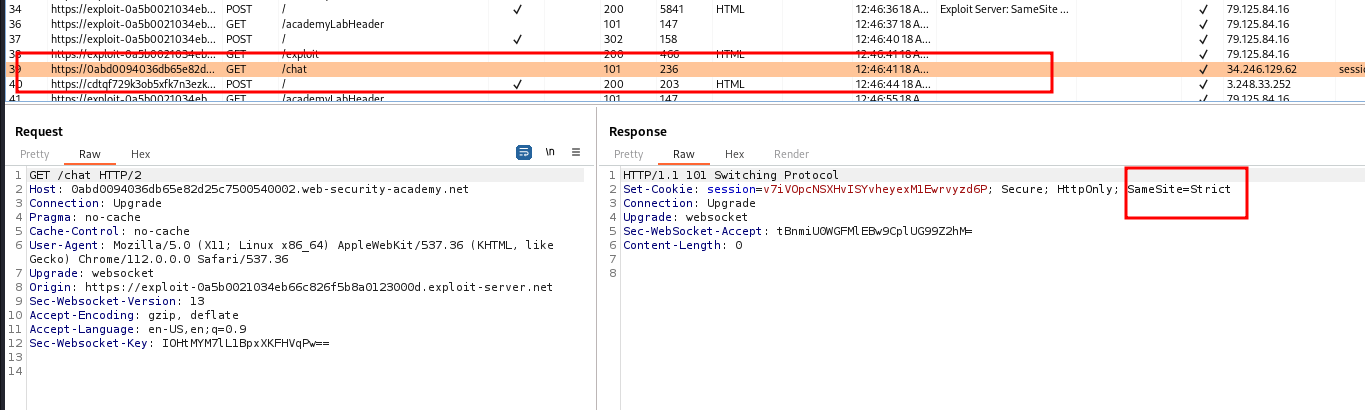 34 https://exploit-0a5b0021034eb... POST / ✓ 200 5841 HTML 12:46:36 18 A... Exploit Server: SameSite ... ✓ 79.125.84.16
36 https://exploit-0a5b0021034eb... GET /academyLabHeader 101 147 12:46:37 18 A... ✓ 79.125.84.16
37 https://exploit-0a5b0021034eb... POST / ✓ 302 158 12:46:40 18 A... ✓ 79.125.84.16
38 https://exploit-0a5b0021034eb... GET /exploit 200 466 HTML 12:46:41 18 A... ✓ 79.125.84.16
39 https://0abd0094036db65e82d... GET /chat 101 236 12:46:41 18 A... ✓ 34.246.129.62 sessi
40 https://cdtqf729k3ob5xfk7n3ezk... POST / ✓ 200 203 HTML 12:46:44 18 A... ✓ 3.248.33.252
41 https://exploit-0a5b0021034eb... GET /academyLabHeader 101 147 12:46:55 18 A... ✓ 79.125.84.16
Request
Pretty Raw Hex \n
1 GET /chat HTTP/2
2 Host: 0abd0094036db65e82d25c7500540002.web-security-academy.net
3 Connection: Upgrade
4 Pragma: no-cache
5 Cache-Control: no-cache
6 User-Agent: Mozilla/5.0 (X11; Linux x86_64) AppleWebKit/537.36 (KHTML, like
Gecko) Chrome/112.0.0.0 Safari/537.36
7 Upgrade: websocket
8 Origin: https://exploit-0a5b0021034eb66c826f5b8a0123000d.exploit-server.net
9 Sec-Websocket-Version: 13
10 Accept-Encoding: gzip, deflate
11 Accept-Language: en-US,en;q=0.9
12 Sec-Websocket-Key: IOHtMYM7lL1BpxXKFHVqPw==
13
14
Response
Pretty Raw Hex Render
1 HTTP/1.1 101 Switching Protocol
2 Set-Cookie: session=v7iVOpcNSXHvISYvheyexM1Ewrvyzd6P; Secure; HttpOnly; SameSite=Strict
3 Connection: Upgrade
4 Upgrade: websocket
5 Sec-WebSocket-Accept: tBnmiU0WGFMlEBw9CplUG99Z2hM=
6 Content-Length: 0
7
8